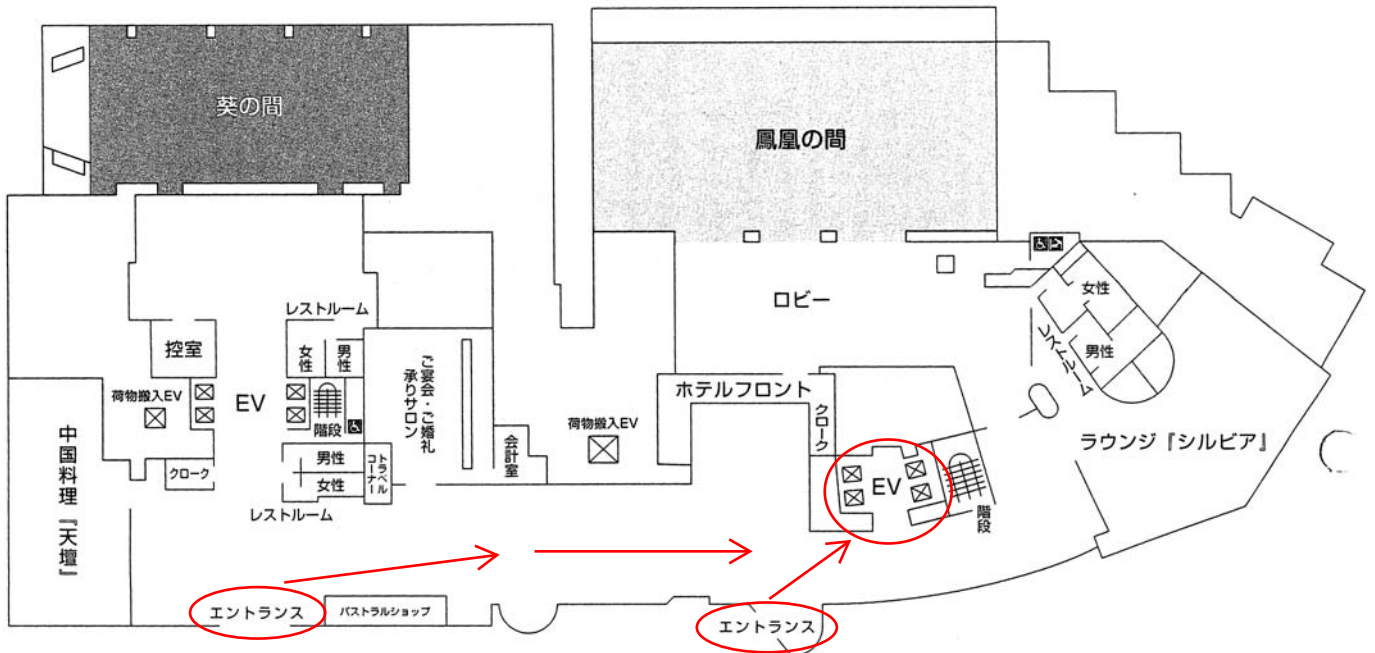 葵の間
鳳凰の間
ロビー
レストルーム
女性
男性
控室
荷物搬入EV
EV
階段
ご宴会・ご婚礼
承りサロン
中国料理『天壇』
クローク
男性
女性
レストルーム
トラベル
コーナー
会計室
荷物搬入EV
ホテルフロント
クローク
EV
階段
女性
男性
レストルーム
ラウンジ『シルビア』
エントランス
パストラルショップ
エントランス